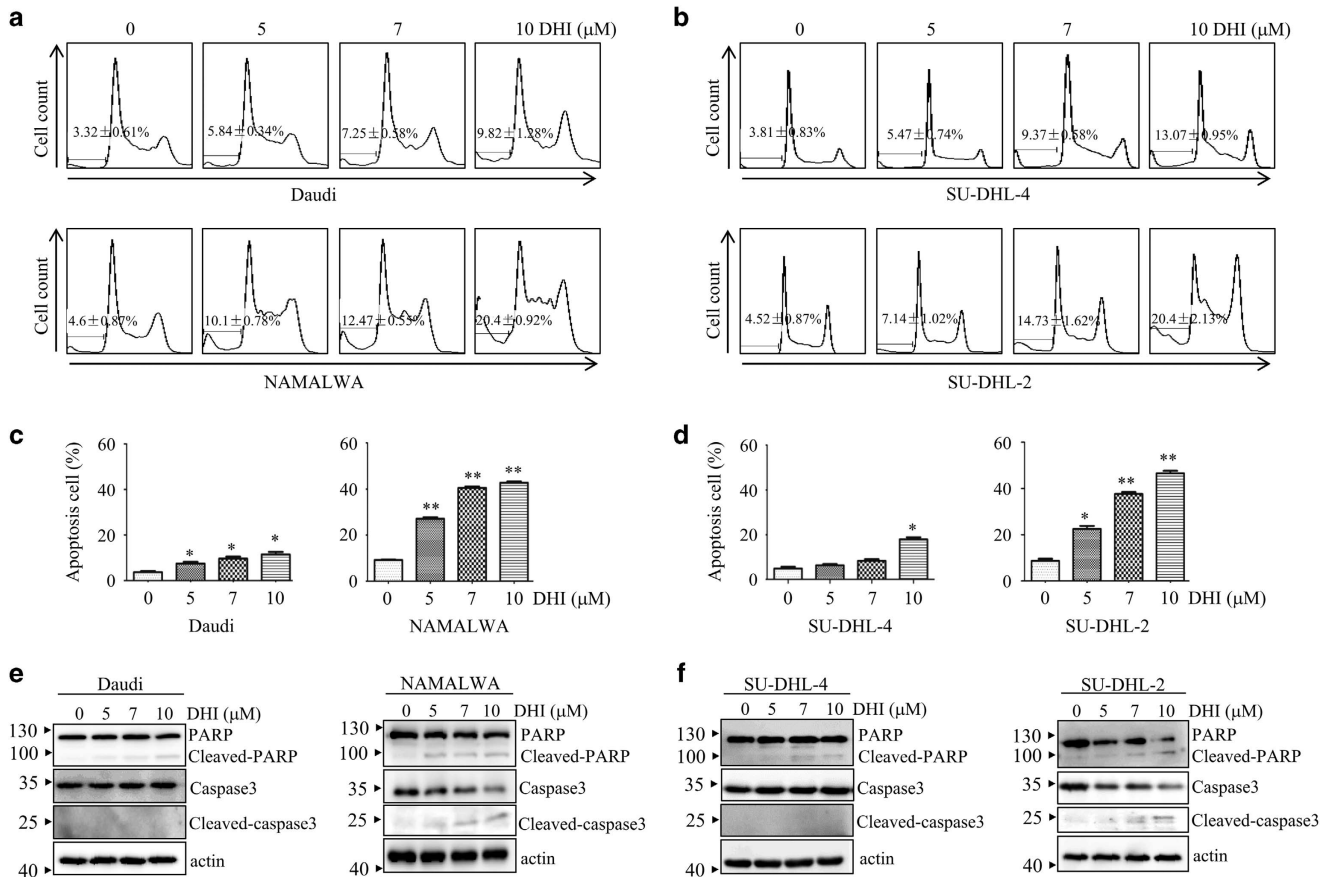 a
0 5 7 10 DHI (μM)
Cell count
3.32±0.61% 5.84±0.34% 7.25±0.58% 9.82±1.28%
Daudi
Cell count
4.6±0.87% 10.1±0.78% 12.47±0.55% 20.4±0.92%
NAMALWA
b
0 5 7 10 DHI (μM)
Cell count
3.81±0.83% 5.47±0.74% 9.37±0.58% 13.07±0.95%
SU-DHL-4
Cell count
4.52±0.87% 7.14±1.02% 14.73±1.62% 20.4±2.13%
SU-DHL-2
c
Apoptosis cell (%)
60
40
20
0
* * *
0 5 7 10
Daudi
60
40
20
0
** ** **
0 5 7 10 DHI (μM)
NAMALWA
d
Apoptosis cell (%)
60
40
20
0
*
0 5 7 10
SU-DHL-4
60
40
20
0
* ** **
0 5 7 10 DHI (μM)
SU-DHL-2
e
Daudi
0 5 7 10 DHI (μM)
130 PARP
100 Cleaved-PARP
35 Caspase3
25 Cleaved-caspase3
40 actin
NAMALWA
0 5 7 10 DHI (μM)
130 PARP
100 Cleaved-PARP
35 Caspase3
25 Cleaved-caspase3
40 actin
f
SU-DHL-4
0 5 7 10 DHI (μM)
130 PARP
100 Cleaved-PARP
35 Caspase3
25 Cleaved-caspase3
40 actin
SU-DHL-2
0 5 7 10 DHI (μM)
130 PARP
100 Cleaved-PARP
35 Caspase3
25 Cleaved-caspase3
40 actin